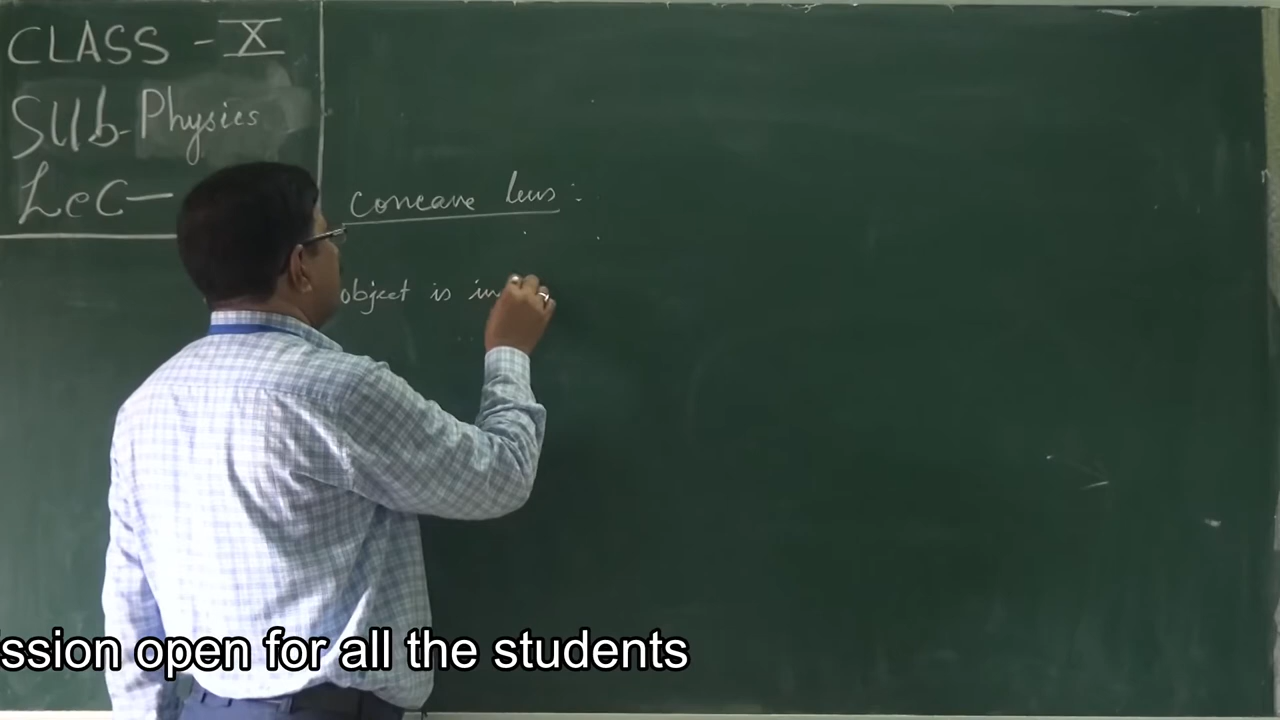 CLASS - X
SUb- Physics
Lec-
concave lens :
object is in
ssion open for all the students